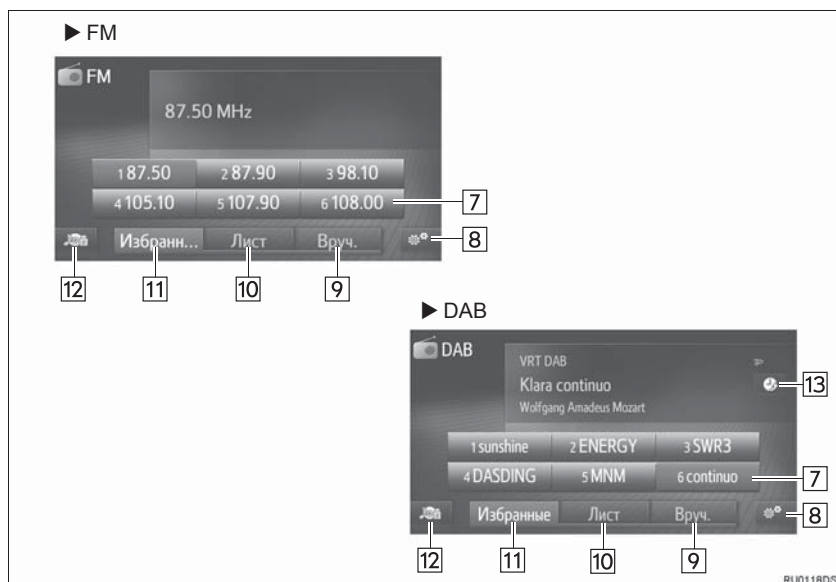 ▶ FM
FM
87.50 MHz
1 87.50 2 87.90 3 98.10
4 105.10 5 107.90 6 108.00
7
Избранн... Лист Вруч.
8
12 11 10 9
▶ DAB
DAB
VRT DAB
Klara continuo
13
Wolfgang Amadeus Mozart
1 sunshine 2 ENERGY 3 SWR3
4 DASDING 5 MNM 6 continuo
7
Избранные Лист Вруч.
8
12 11 10 9
RU0118DS